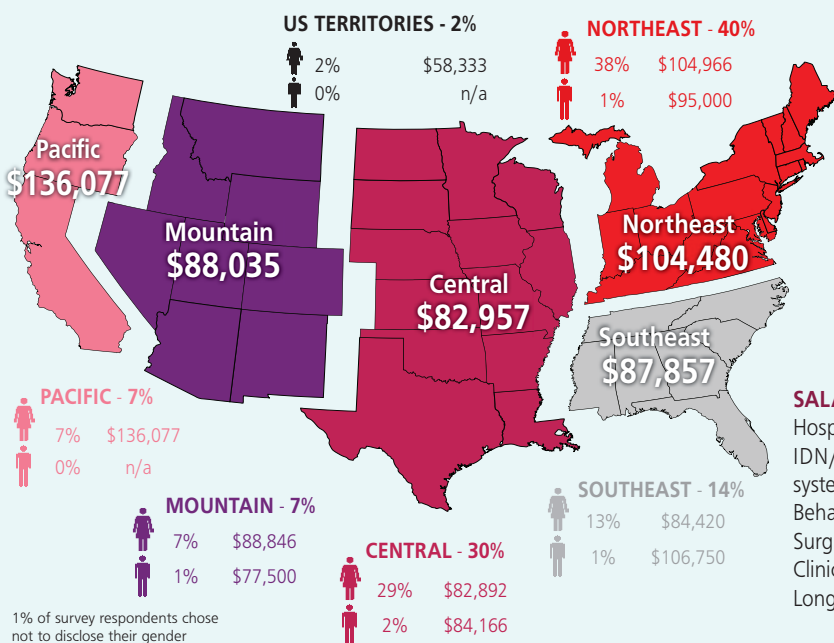 US TERRITORIES - 2%
2% $58,333
0% n/a
NORTHEAST - 40%
38% $104,966
1% $95,000
Pacific
$136,077
Mountain
$88,035
Central
$82,957
Northeast
$104,480
Southeast
$87,857
PACIFIC - 7%
7% $136,077
0% n/a
MOUNTAIN - 7%
7% $88,846
1% $77,500
CENTRAL - 30%
29% $82,892
2% $84,166
SOUTHEAST - 14%
13% $84,420
1% $106,750
SALA
Hosp
IDN/
syste
Beha
Surg
Clinic
Long
1% of survey respondents chose
not to disclose their gender